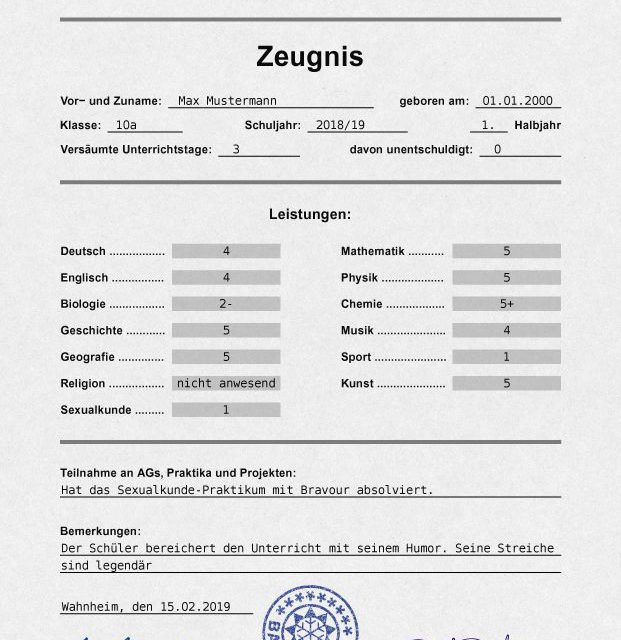 Zeugnis
Vor- und Zuname: Max Mustermann geboren am: 01.01.2000
Klasse: 10a Schuljahr: 2018/19 1. Halbjahr
Versäumte Unterrichtstage: 3 davon unentschuldigt: 0
Leistungen:
Deutsch ................. 4 Mathematik ........... 5
Englisch ................ 4 Physik ................... 5
Biologie ................. 2- Chemie .................. 5+
Geschichte ............ 5 Musik ..................... 4
Geografie .............. 5 Sport ...................... 1
Religion ................. nicht anwesend Kunst ..................... 5
Sexualkunde ......... 1
Teilnahme an AGs, Praktika und Projekten:
Hat das Sexualkunde-Praktikum mit Bravour absolviert.
Bemerkungen:
Der Schüler bereichert den Unterricht mit seinem Humor. Seine Streiche
sind legendär
Wahnheim, den 15.02.2019